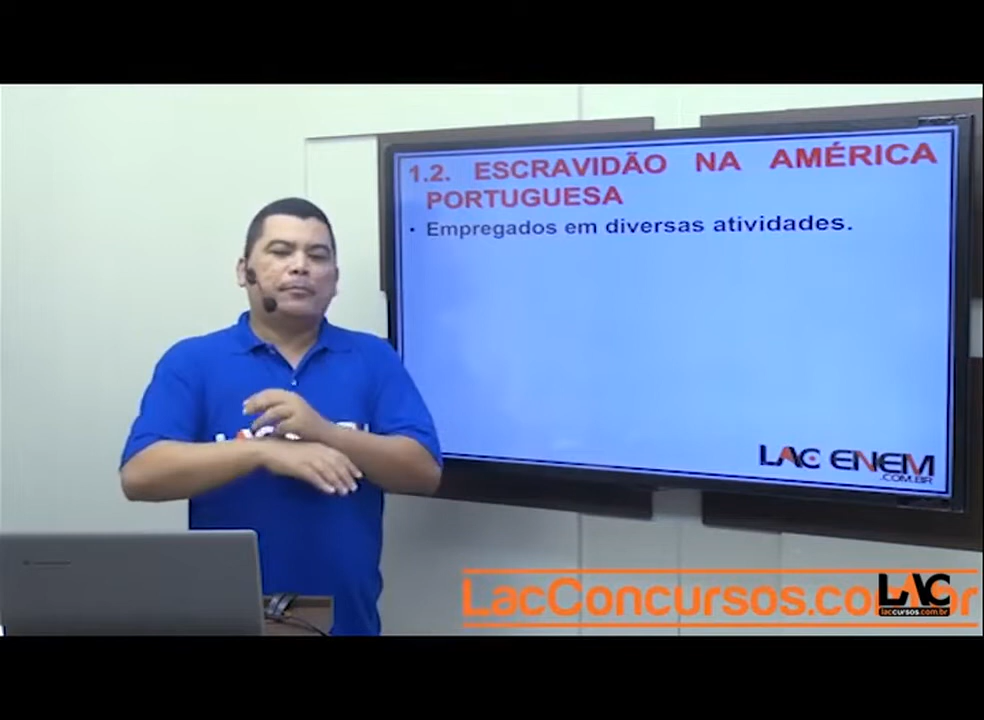 1.2. ESCRAVIDÃO NA AMÉRICA
PORTUGUESA
• Empregados em diversas atividades.
LAC ENEM
.COM.BR
LacConcursos.com.br
LAC
laccursos.com.br